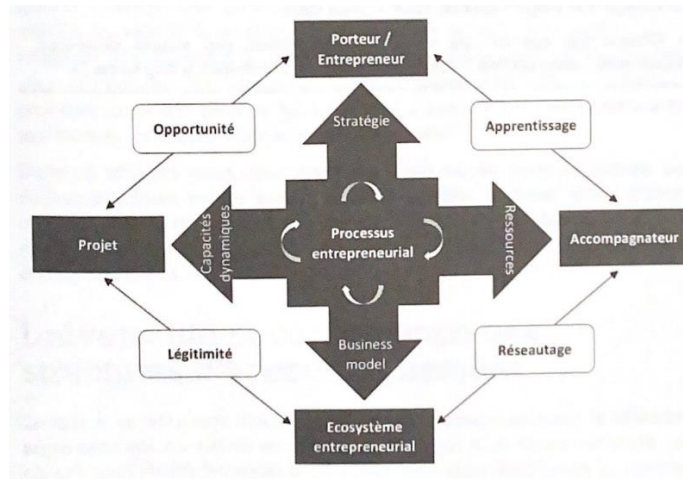 Porteur /
Entrepreneur
Opportunité
Stratégie
Apprentissage
Projet
Capacités
dynamiques
Processus
entrepreneurial
Ressources
Accompagnateur
Légitimité
Business
model
Réseautage
Ecosystème
entrepreneurial